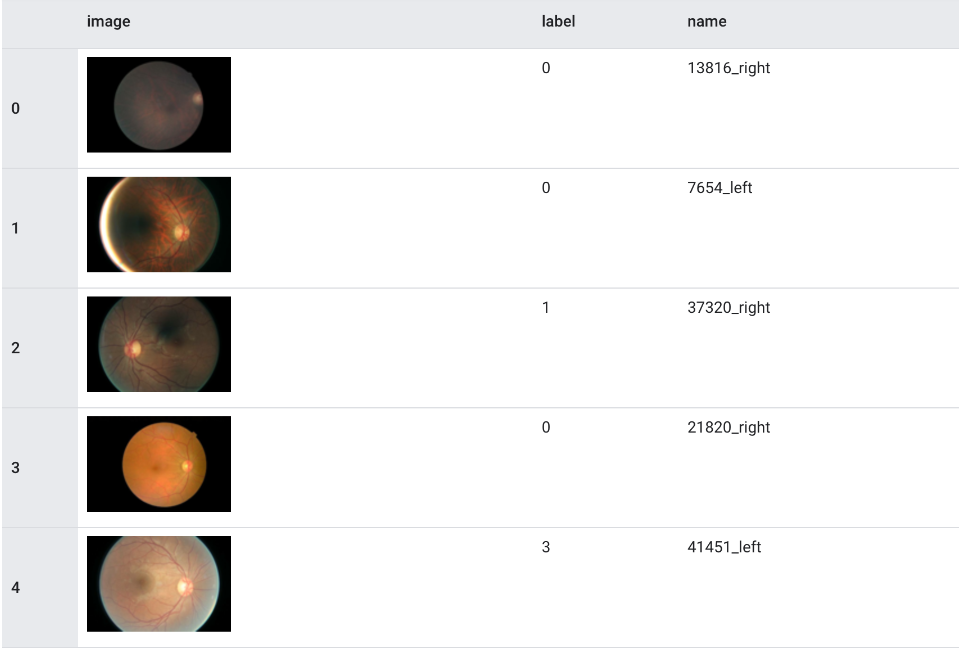 image label name
0 0 13816_right
1 0 7654_left
2 1 37320_right
3 0 21820_right
4 3 41451_left